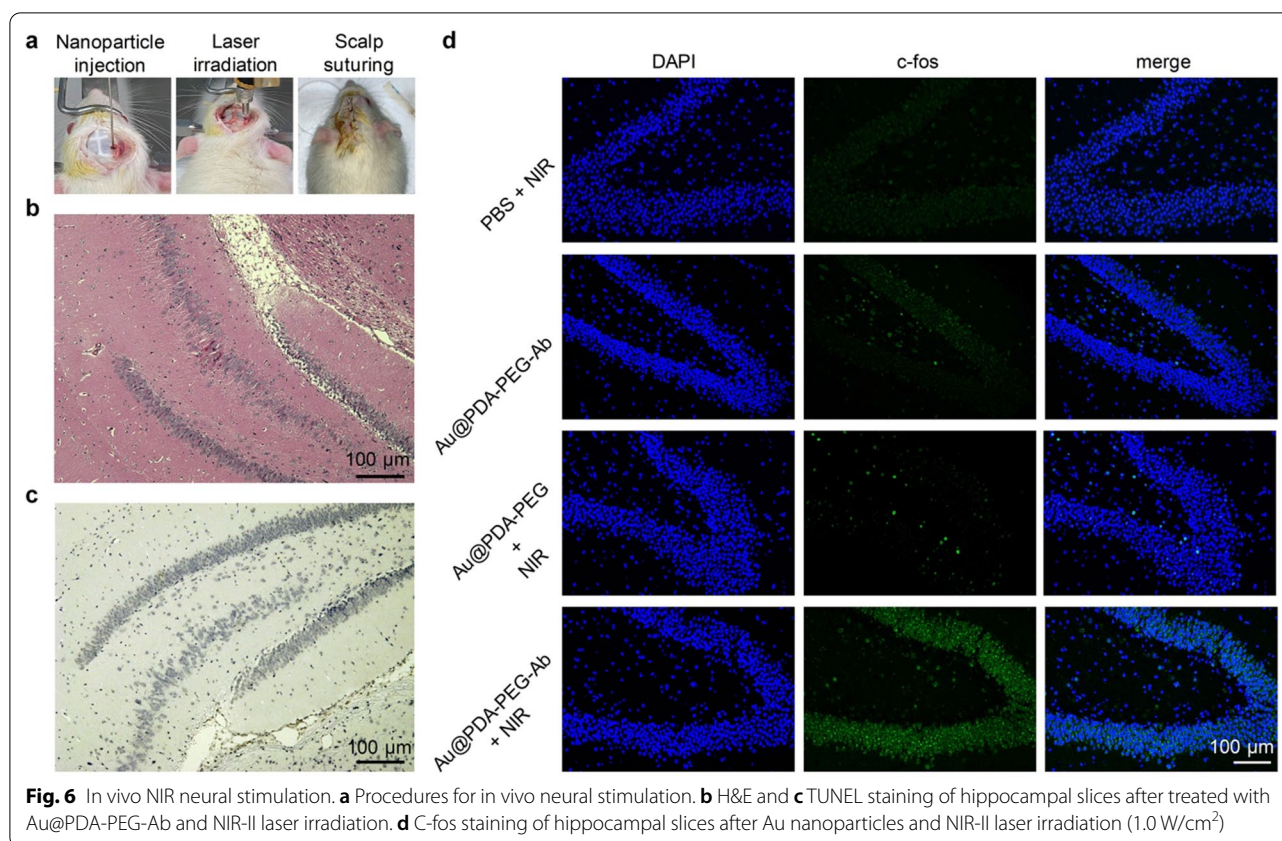 a
Nanoparticle
injection
Laser
irradiation
Scalp
suturing
b
100 μm
c
100 μm
d
DAPI
c-fos
merge
PBS + NIR
Au@PDA-PEG-Ab
Au@PDA-PEG
+
NIR
Au@PDA-PEG-Ab
+ NIR
100 μm
Fig. 6 In vivo NIR neural stimulation. a Procedures for in vivo neural stimulation. b H&E and c TUNEL staining of hippocampal slices after treated with
Au@PDA-PEG-Ab and NIR-II laser irradiation. d C-fos staining of hippocampal slices after Au nanoparticles and NIR-II laser irradiation (1.0 W/cm²)